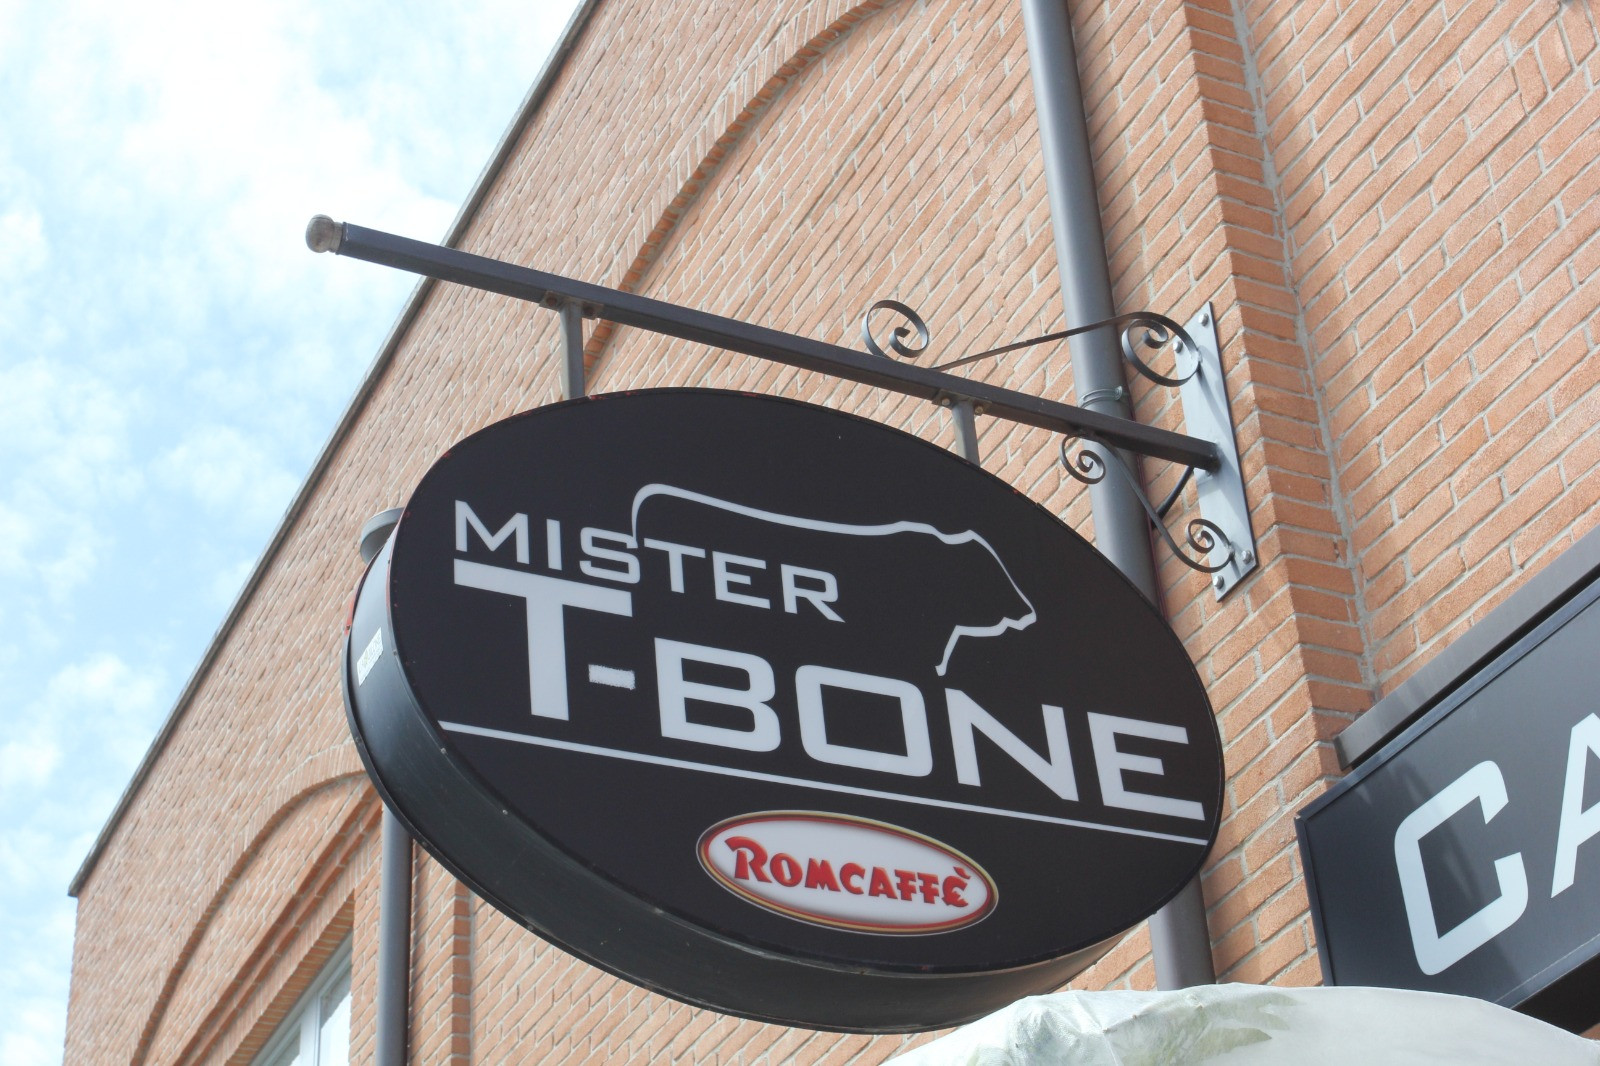 MISTER
T-BONE
ROMCAFFÈ
CA